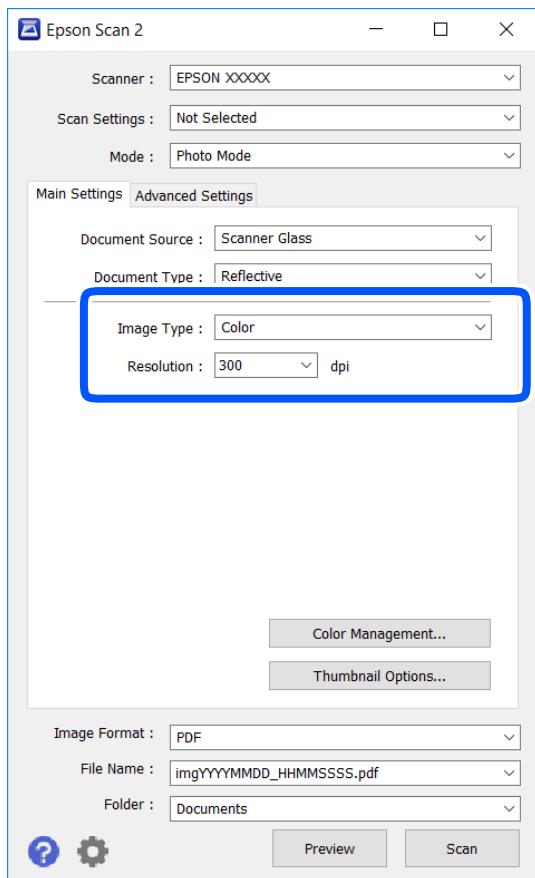 Epson Scan 2
Scanner : EPSON XXXXX
Scan Settings : Not Selected
Mode : Photo Mode
Main Settings Advanced Settings
Document Source : Scanner Glass
Document Type : Reflective
Image Type : Color
Resolution : 300 dpi
Color Management...
Thumbnail Options...
Image Format : PDF
File Name : imgYYYYMMDD_HHMMSSSS.pdf
Folder : Documents
? Preview Scan